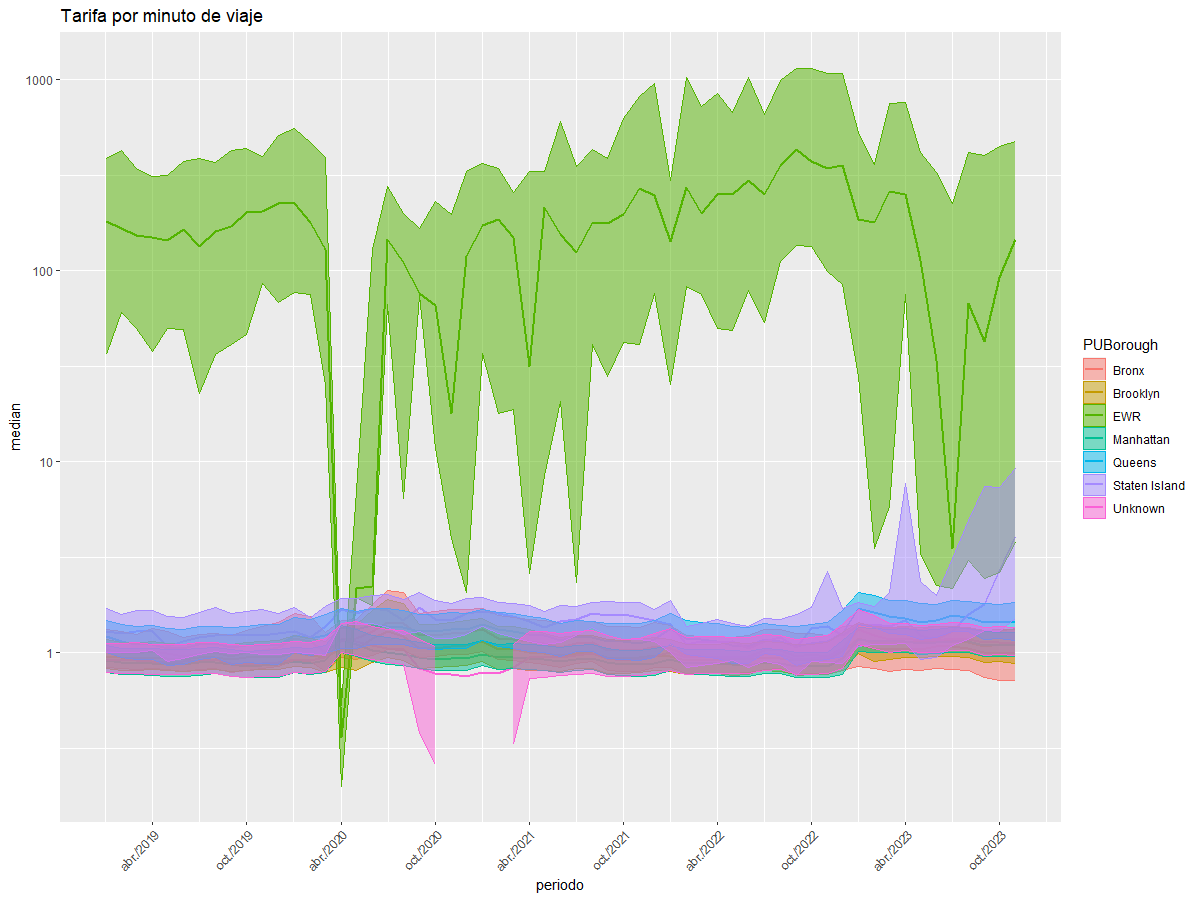 Tarifa por minuto de viaje
median
1000
100
10
1
abr./2019
oct./2019
abr./2020
oct./2020
abr./2021
oct./2021
abr./2022
oct./2022
abr./2023
oct./2023
periodo
PUBorough
Bronx
Brooklyn
EWR
Manhattan
Queens
Staten Island
Unknown